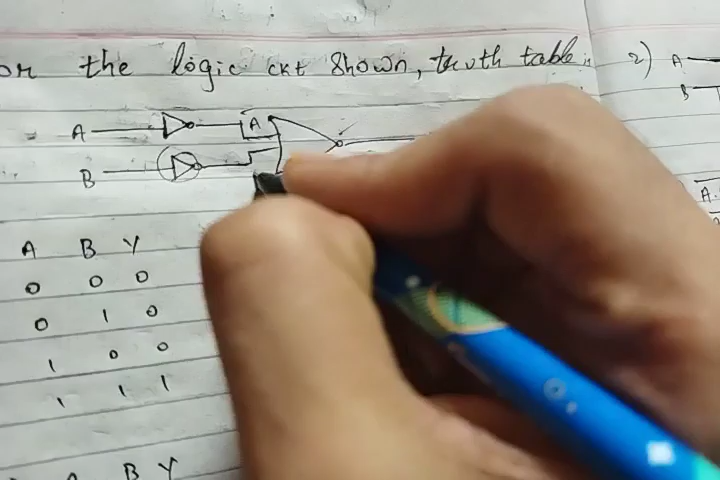 or the logic ckt shown, truth table 2) A
A A
B
B
A.
A B Y
0 0 0
0 1 0
1 0 0
1 1 1
A B Y